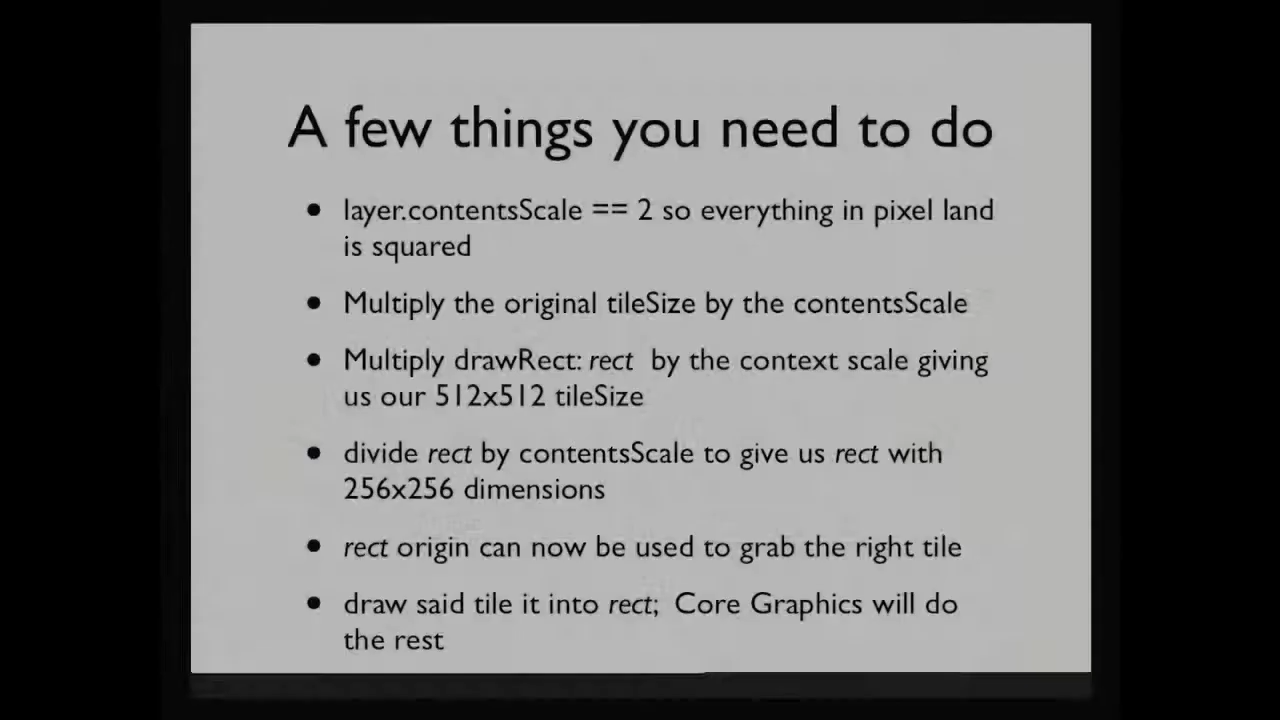 A few things you need to do
layer.contentsScale == 2 so everything in pixel land
is squared
Multiply the original tileSize by the contentsScale
Multiply drawRect: rect by the context scale giving
us our 512x512 tileSize
divide rect by contentsScale to give us rect with
256x256 dimensions
rect origin can now be used to grab the right tile
draw said tile it into rect; Core Graphics will do
the rest